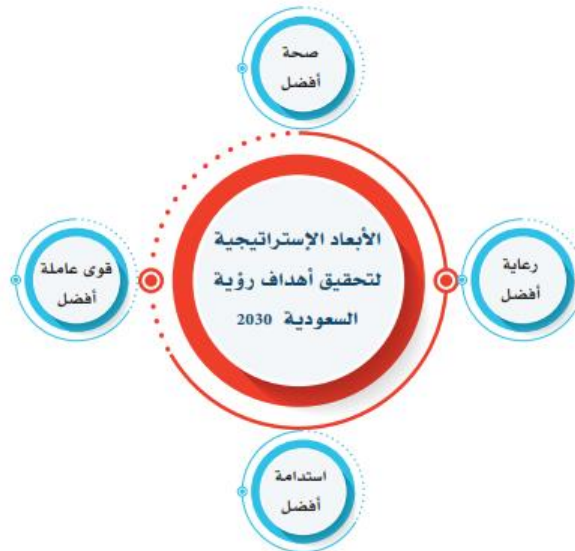 صحة
أفضل
الأبعاد الإستراتيجية
لتحقيق أهداف رؤية
السعودية 2030
رعاية
أفضل
قوى عاملة
أفضل
استدامة
أفضل